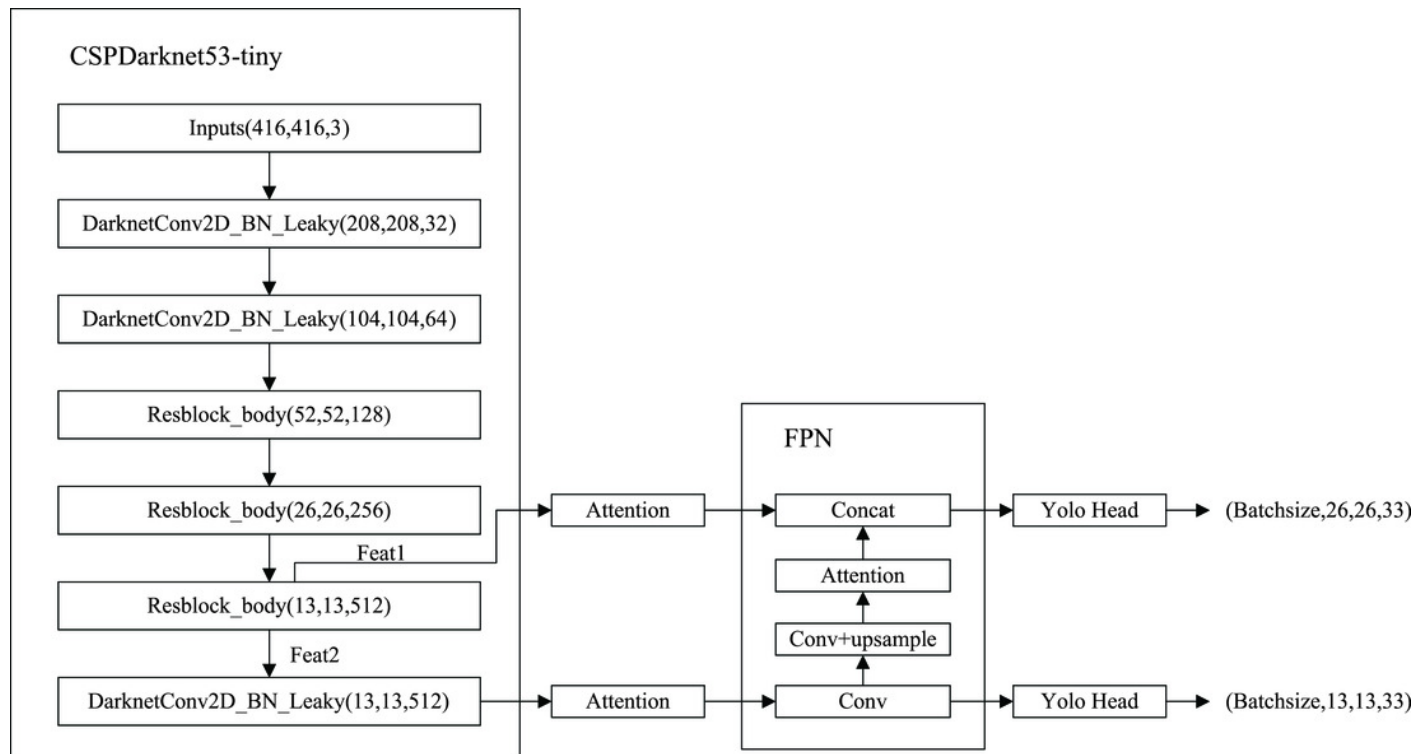 CSPDarknet53-tiny
Inputs(416,416,3)
DarknetConv2D_BN_Leaky(208,208,32)
DarknetConv2D_BN_Leaky(104,104,64)
Resblock_body(52,52,128)
Resblock_body(26,26,256)
Feat1
Resblock_body(13,13,512)
Feat2
DarknetConv2D_BN_Leaky(13,13,512)
Attention
Attention
FPN
Concat
Attention
Conv+upsample
Conv
Yolo Head
(Batchsize,26,26,33)
Yolo Head
(Batchsize,13,13,33)